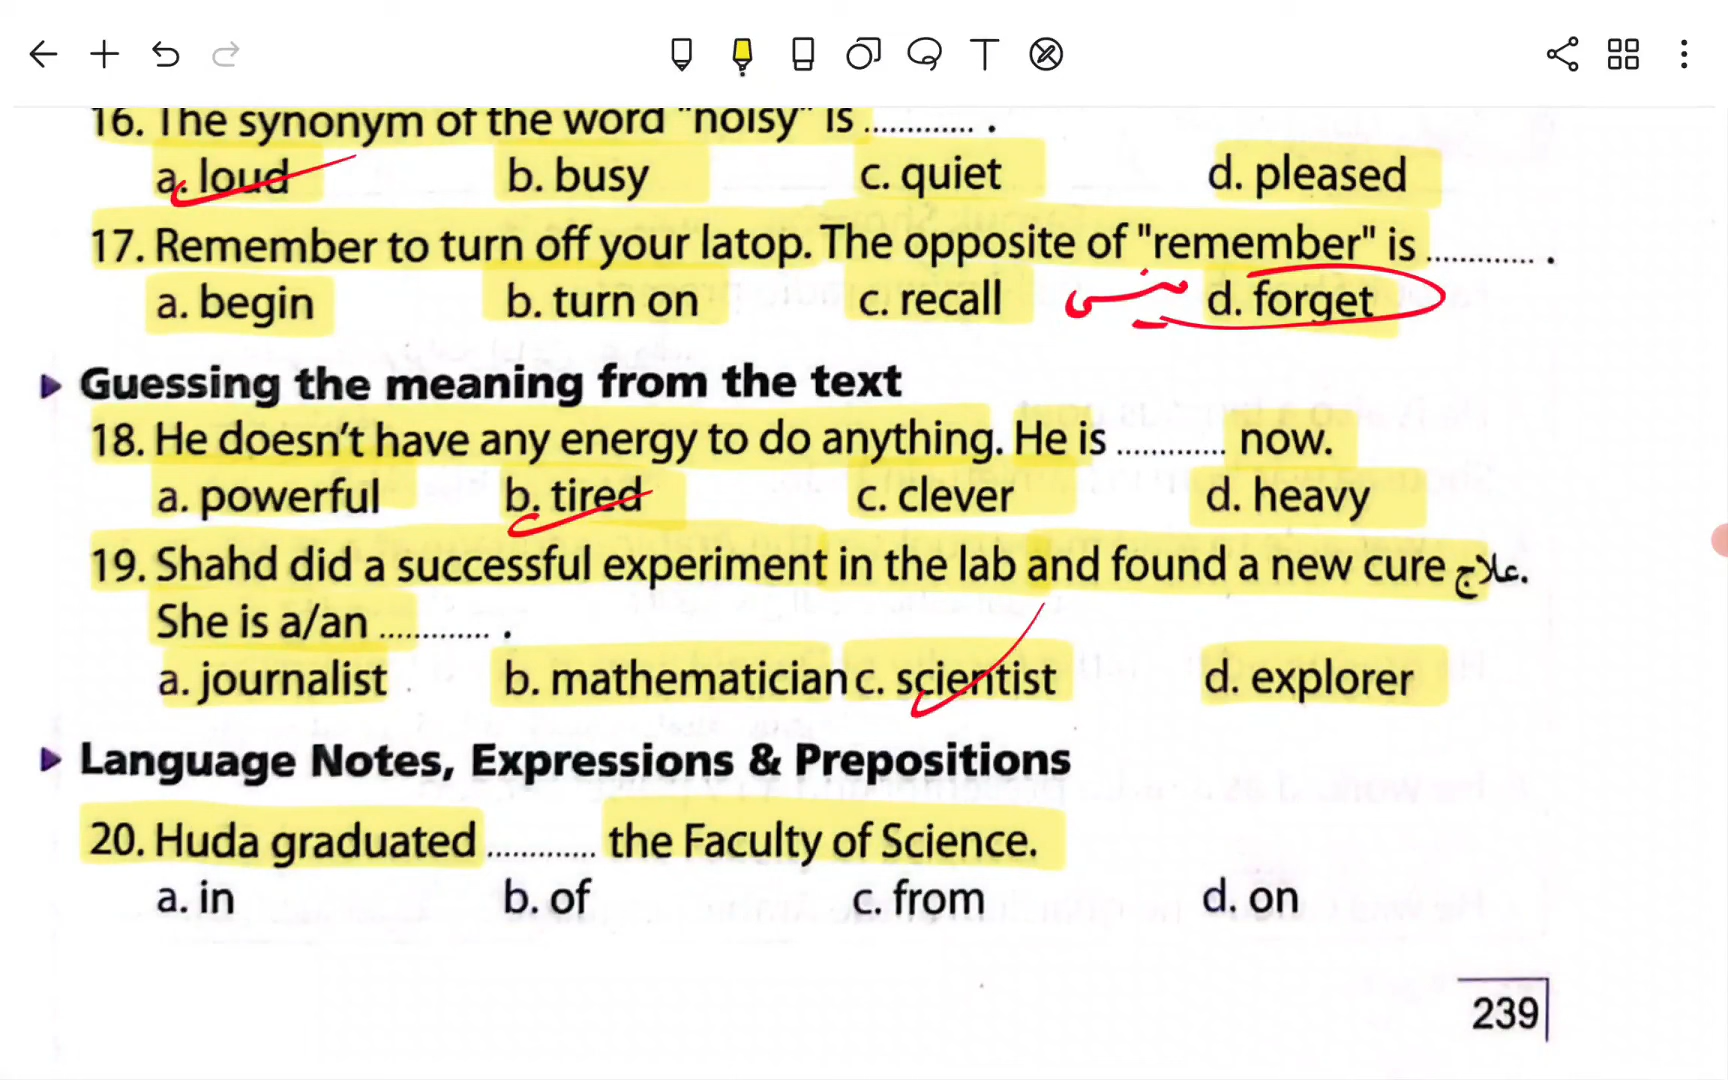 16. The synonym of the word "noisy" is ............. .
a. loud b. busy c. quiet d. pleased
17. Remember to turn off your latop. The opposite of "remember" is ............. .
a. begin b. turn on c. recall ينسى d. forget
Guessing the meaning from the text
18. He doesn't have any energy to do anything. He is ............. now.
a. powerful b. tired c. clever d. heavy
19. Shahd did a successful experiment in the lab and found a new cure علاج.
She is a/an ............. .
a. journalist b. mathematician c. scientist d. explorer
Language Notes, Expressions & Prepositions
20. Huda graduated ............. the Faculty of Science.
a. in b. of c. from d. on
239